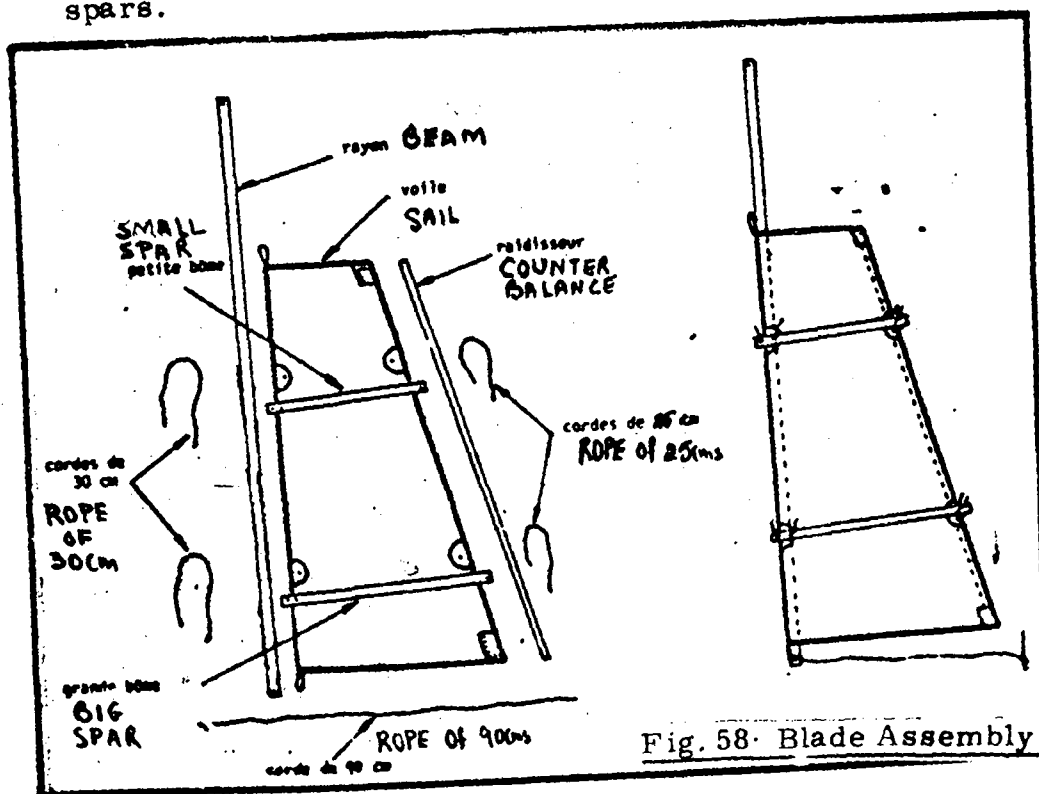 spars.
rayon BEAM
voile
SAIL
SMALL
SPAR
petite bôme
raidisseur
COUNTER
BALANCE
cordes de
30 cm
ROPE
OF
30Cm
cordes de 25 cm
ROPE Of 25Cms
grande bôme
BIG
SPAR
ROPE Of 90Cms
corde de 90 cm
Fig. 58. Blade Assembly